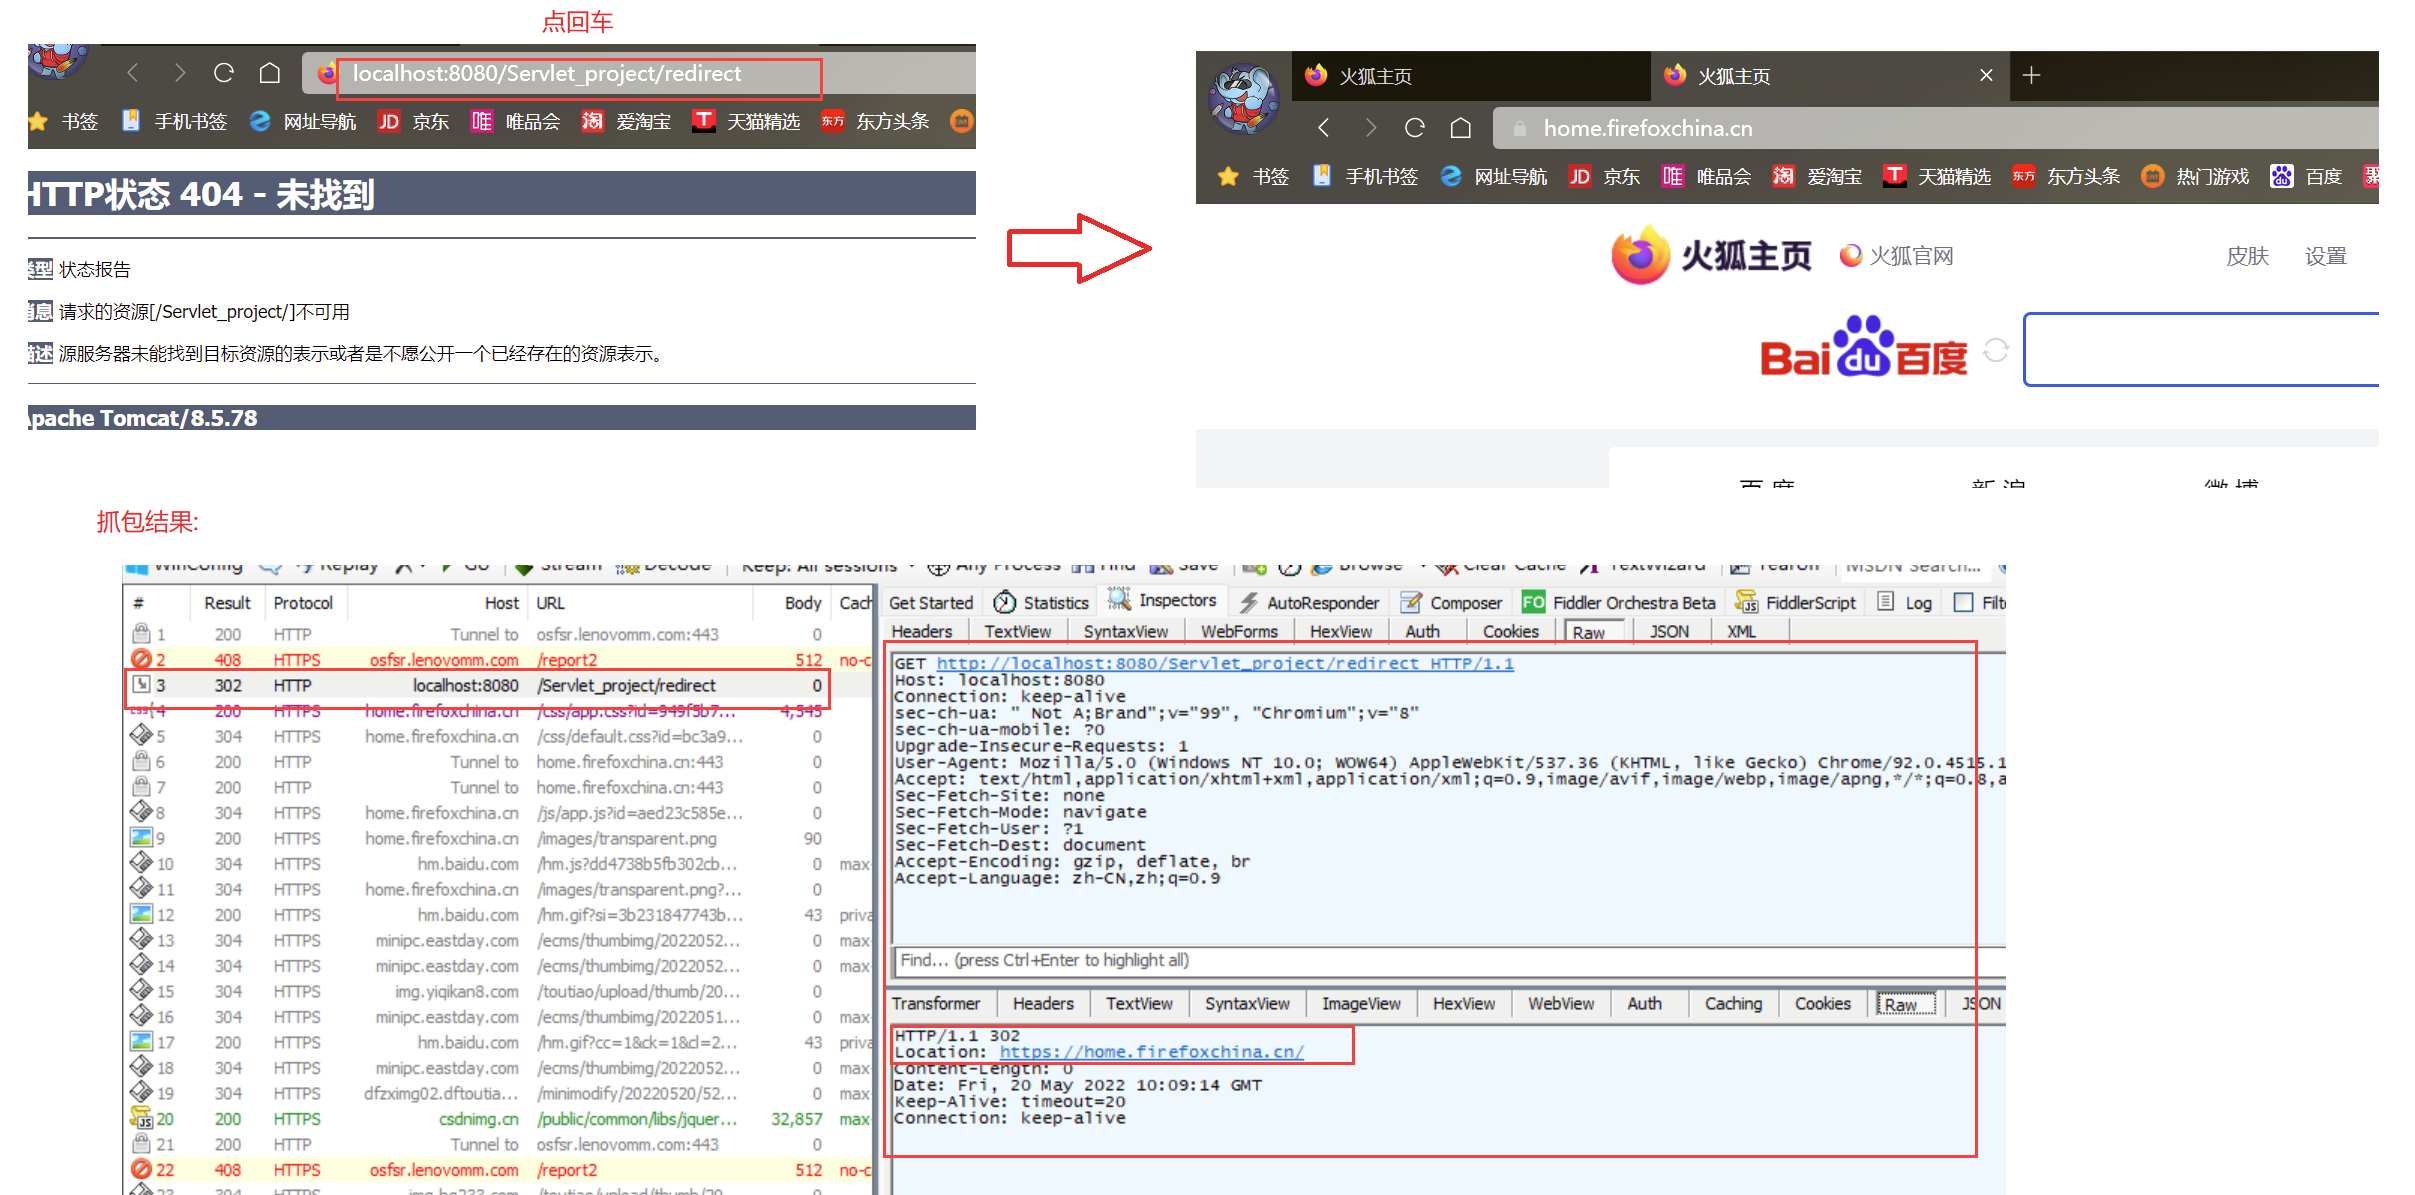 点回车
localhost:8080/Servlet_project/redirect
书签 手机书签 网址导航 JD 京东 唯 唯品会 淘 爱淘宝 T 天猫精选 东方 东方头条
HTTP状态 404 - 未找到
类型 状态报告
消息 请求的资源[/Servlet_project/]不可用
描述 源服务器未能找到目标资源的表示或者是不愿公开一个已经存在的资源表示。
Apache Tomcat/8.5.78
火狐主页 火狐主页
home.firefoxchina.cn
书签 手机书签 网址导航 JD 京东 唯 唯品会 淘 爱淘宝 T 天猫精选 东方 东方头条 热门游戏 百度
火狐主页 火狐官网 皮肤 设置
Baidu百度
百度 新浪 微博
抓包结果:
WinConfig Replay X Go Stream Decode Keep: All sessions Any Process Find Save Browse Clear Cache TextWizard Tearoff MSDN Search...
# Result Protocol Host URL Body Cach
1 200 HTTP Tunnel to osfsr.lenovomm.com:443 0
2 408 HTTPS osfsr.lenovomm.com /report2 512 no-c
3 302 HTTP localhost:8080 /Servlet_project/redirect 0
4 200 HTTPS home.firefoxchina.cn /css/app.css?id=949f5b7... 4,545
5 304 HTTPS home.firefoxchina.cn /css/default.css?id=bc3a9... 0
6 200 HTTP Tunnel to home.firefoxchina.cn:443 0
7 200 HTTP Tunnel to home.firefoxchina.cn:443 0
8 304 HTTPS home.firefoxchina.cn /js/app.js?id=aed23c585e... 0
9 200 HTTPS home.firefoxchina.cn /images/transparent.png 90
10 304 HTTPS hm.baidu.com /hm.js?dd4738b5fb302cb... 0 max-
11 304 HTTPS home.firefoxchina.cn /images/transparent.png?... 0
12 200 HTTPS hm.baidu.com /hm.gif?si=3b231847743b... 43 priva
13 304 HTTPS minipc.eastday.com /ecms/thumbimg/2022052... 0 max-
14 304 HTTPS minipc.eastday.com /ecms/thumbimg/2022052... 0 max-
15 304 HTTPS img.yiqikan8.com /toutiao/upload/thumb/20... 0
16 304 HTTPS minipc.eastday.com /ecms/thumbimg/2022051... 0 max-
17 200 HTTPS hm.baidu.com /hm.gif?cc=1&ck=1&cl=2... 43 priva
18 304 HTTPS minipc.eastday.com /ecms/thumbimg/2022052... 0 max-
19 304 HTTPS dfzximg02.dftoutia... /minimodify/20220520/52... 0 max-
20 200 HTTPS csdnimg.cn /public/common/libs/jquer... 32,857 max-
21 200 HTTP Tunnel to osfsr.lenovomm.com:443 0
22 408 HTTPS osfsr.lenovomm.com /report2 512 no-c
Get Started Statistics Inspectors AutoResponder Composer FO Fiddler Orchestra Beta FiddlerScript Log Filt
Headers TextView SyntaxView WebForms HexView Auth Cookies Raw JSON XML
GET http://localhost:8080/Servlet_project/redirect HTTP/1.1
Host: localhost:8080
Connection: keep-alive
sec-ch-ua: " Not A;Brand";v="99", "Chromium";v="8"
sec-ch-ua-mobile: ?0
Upgrade-Insecure-Requests: 1
User-Agent: Mozilla/5.0 (Windows NT 10.0; WOW64) AppleWebKit/537.36 (KHTML, like Gecko) Chrome/92.0.4515.1
Accept: text/html,application/xhtml+xml,application/xml;q=0.9,image/avif,image/webp,image/apng,*/*;q=0.8,a
Sec-Fetch-Site: none
Sec-Fetch-Mode: navigate
Sec-Fetch-User: ?1
Sec-Fetch-Dest: document
Accept-Encoding: gzip, deflate, br
Accept-Language: zh-CN,zh;q=0.9
Find... (press Ctrl+Enter to highlight all)
Transformer Headers TextView SyntaxView ImageView HexView WebView Auth Caching Cookies Raw JSON
HTTP/1.1 302
Location: https://home.firefoxchina.cn/
Content-Length: 0
Date: Fri, 20 May 2022 10:09:14 GMT
Keep-Alive: timeout=20
Connection: keep-alive